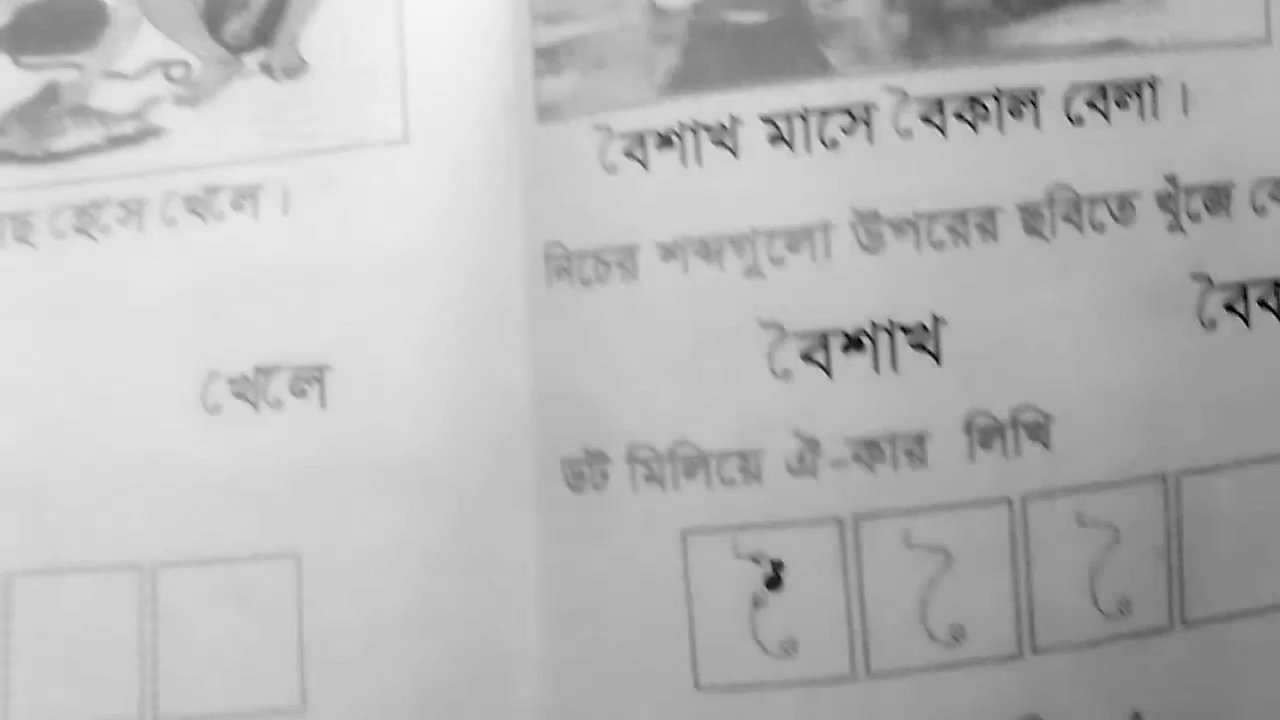 হেসে খেলে।
খেলে
বৈশাখ মাসে বৈকাল বেলা।
নিচের শব্দগুলো উপরের ছবিতে খুঁজে
বৈশাখ
ডট মিলিয়ে ঐ-কার লিখি
ৈ ৈ ৈ